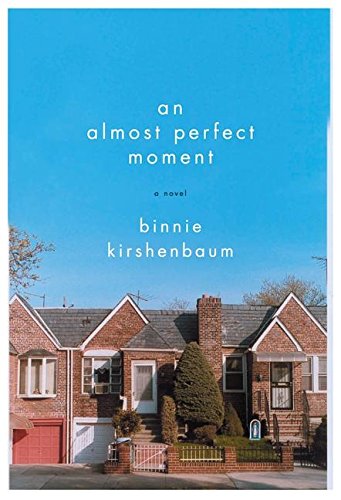 an
almost perfect
moment
a novel
binnie
kirshenbaum